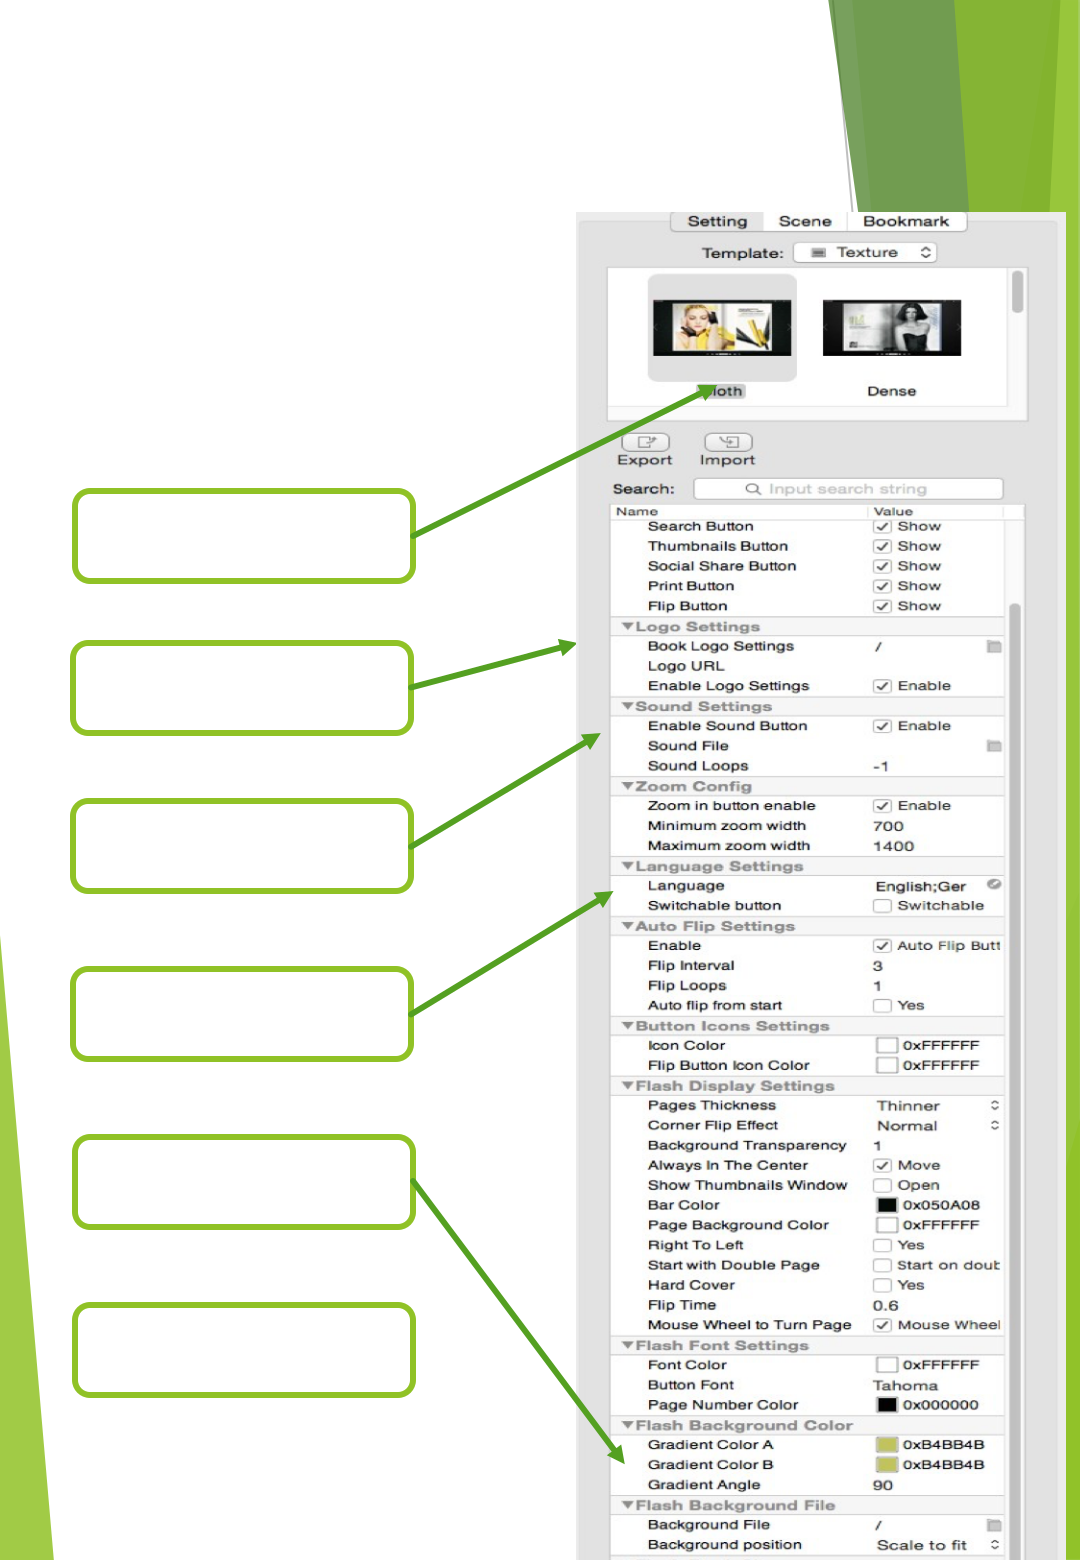 Setting Scene Bookmark
Template: Texture
Dense
Export Import
Search: Input search string
Name Value
Search Button Show
Thumbnails Button Show
Social Share Button Show
Print Button Show
Flip Button Show
Logo Settings
Book Logo Settings /
Logo URL
Enable Logo Settings Enable
Sound Settings
Enable Sound Button Enable
Sound File
Sound Loops -1
Zoom Config
Zoom in button enable Enable
Minimum zoom width 700
Maximum zoom width 1400
Language Settings
Language English;Ger
Switchable button Switchable
Auto Flip Settings
Enable Auto Flip Butt
Flip Interval 3
Flip Loops 1
Auto flip from start Yes
Button Icons Settings
Icon Color 0xFFFFFF
Flip Button Icon Color 0xFFFFFF
Flash Display Settings
Pages Thickness Thinner
Corner Flip Effect Normal
Background Transparency 1
Always In The Center Move
Show Thumbnails Window Open
Bar Color 0x050A08
Page Background Color 0xFFFFFF
Right To Left Yes
Start with Double Page Start on doub
Hard Cover Yes
Flip Time 0.6
Mouse Wheel to Turn Page Mouse Wheel
Flash Font Settings
Font Color 0xFFFFFF
Button Font Tahoma
Page Number Color 0x000000
Flash Background Color
Gradient Color A 0xB4BB4B
Gradient Color B 0xB4BB4B
Gradient Angle 90
Flash Background File
Background File /
Background position Scale to fit